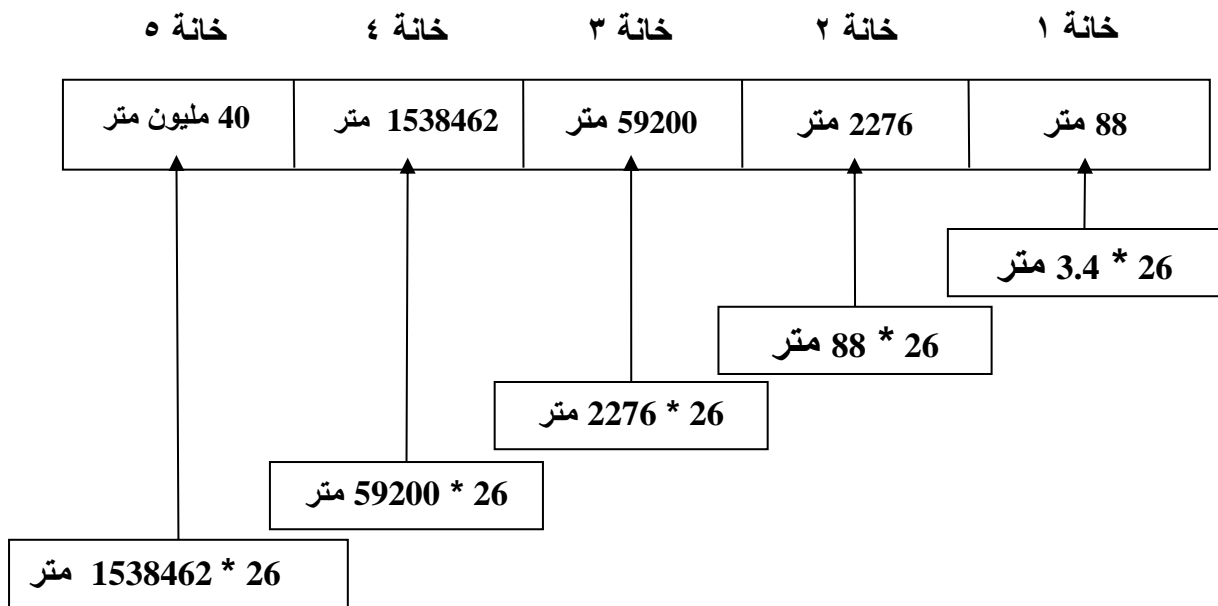 خانة ١ خانة ٢ خانة ٣ خانة ٤ خانة ٥
88 متر 2276 متر 59200 متر 1538462 متر 40 مليون متر
26 * 3.4 متر
26 * 88 متر
26 * 2276 متر
26 * 59200 متر
26 * 1538462 متر